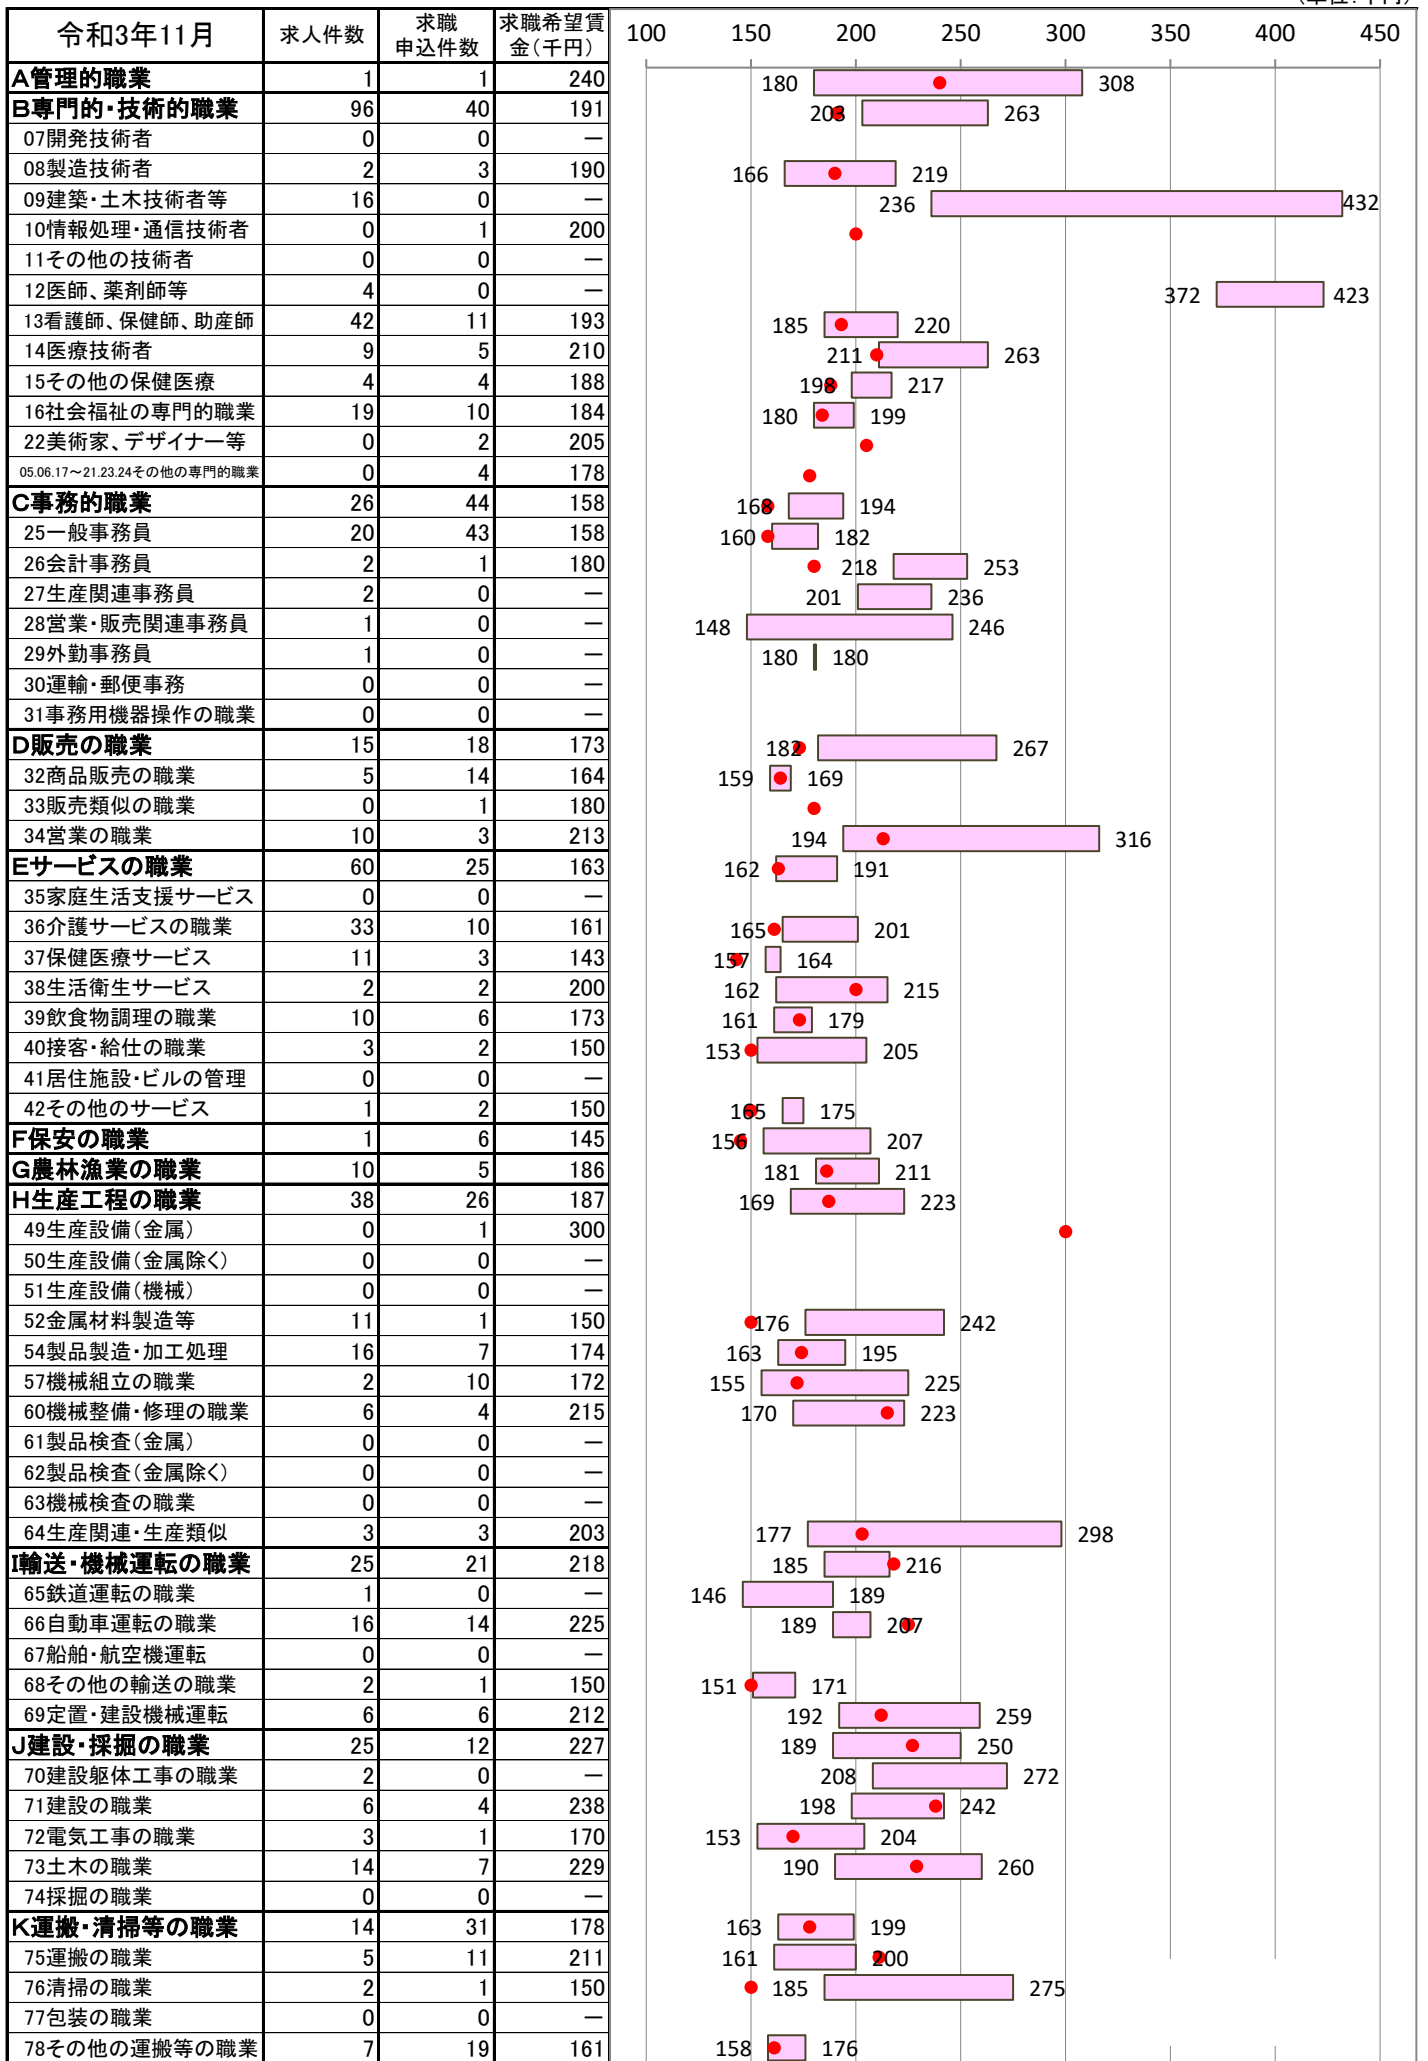 (単位:千円)
令和3年11月 求人件数 求職申込件数 求職希望賃金(千円) 100 150 200 250 300 350 400 450
A管理的職業 1 1 240 180 308
B専門的・技術的職業 96 40 191 203 263
07開発技術者 0 0 ―
08製造技術者 2 3 190 166 219
09建築・土木技術者等 16 0 ― 236 432
10情報処理・通信技術者 0 1 200
11その他の技術者 0 0 ―
12医師、薬剤師等 4 0 ― 372 423
13看護師、保健師、助産師 42 11 193 185 220
14医療技術者 9 5 210 211 263
15その他の保健医療 4 4 188 198 217
16社会福祉の専門的職業 19 10 184 180 199
22美術家、デザイナー等 0 2 205
05.06.17～21.23.24その他の専門的職業 0 4 178
C事務的職業 26 44 158 168 194
25一般事務員 20 43 158 160 182
26会計事務員 2 1 180 218 253
27生産関連事務員 2 0 ― 201 236
28営業・販売関連事務員 1 0 ― 148 246
29外勤事務員 1 0 ― 180 180
30運輸・郵便事務 0 0 ―
31事務用機器操作の職業 0 0 ―
D販売の職業 15 18 173 182 267
32商品販売の職業 5 14 164 159 169
33販売類似の職業 0 1 180
34営業の職業 10 3 213 194 316
Eサービスの職業 60 25 163 162 191
35家庭生活支援サービス 0 0 ―
36介護サービスの職業 33 10 161 165 201
37保健医療サービス 11 3 143 157 164
38生活衛生サービス 2 2 200 162 215
39飲食物調理の職業 10 6 173 161 179
40接客・給仕の職業 3 2 150 153 205
41居住施設・ビルの管理 0 0 ―
42その他のサービス 1 2 150 165 175
F保安の職業 1 6 145 156 207
G農林漁業の職業 10 5 186 181 211
H生産工程の職業 38 26 187 169 223
49生産設備(金属) 0 1 300
50生産設備(金属除く) 0 0 ―
51生産設備(機械) 0 0 ―
52金属材料製造等 11 1 150 176 242
54製品製造・加工処理 16 7 174 163 195
57機械組立の職業 2 10 172 155 225
60機械整備・修理の職業 6 4 215 170 223
61製品検査(金属) 0 0 ―
62製品検査(金属除く) 0 0 ―
63機械検査の職業 0 0 ―
64生産関連・生産類似 3 3 203 177 298
I輸送・機械運転の職業 25 21 218 185 216
65鉄道運転の職業 1 0 ― 146 189
66自動車運転の職業 16 14 225 189 207
67船舶・航空機運転 0 0 ―
68その他の輸送の職業 2 1 150 151 171
69定置・建設機械運転 6 6 212 192 259
J建設・採掘の職業 25 12 227 189 250
70建設躯体工事の職業 2 0 ― 208 272
71建設の職業 6 4 238 198 242
72電気工事の職業 3 1 170 153 204
73土木の職業 14 7 229 190 260
74採掘の職業 0 0 ―
K運搬・清掃等の職業 14 31 178 163 199
75運搬の職業 5 11 211 161 200
76清掃の職業 2 1 150 185 275
77包装の職業 0 0 ―
78その他の運搬等の職業 7 19 161 158 176